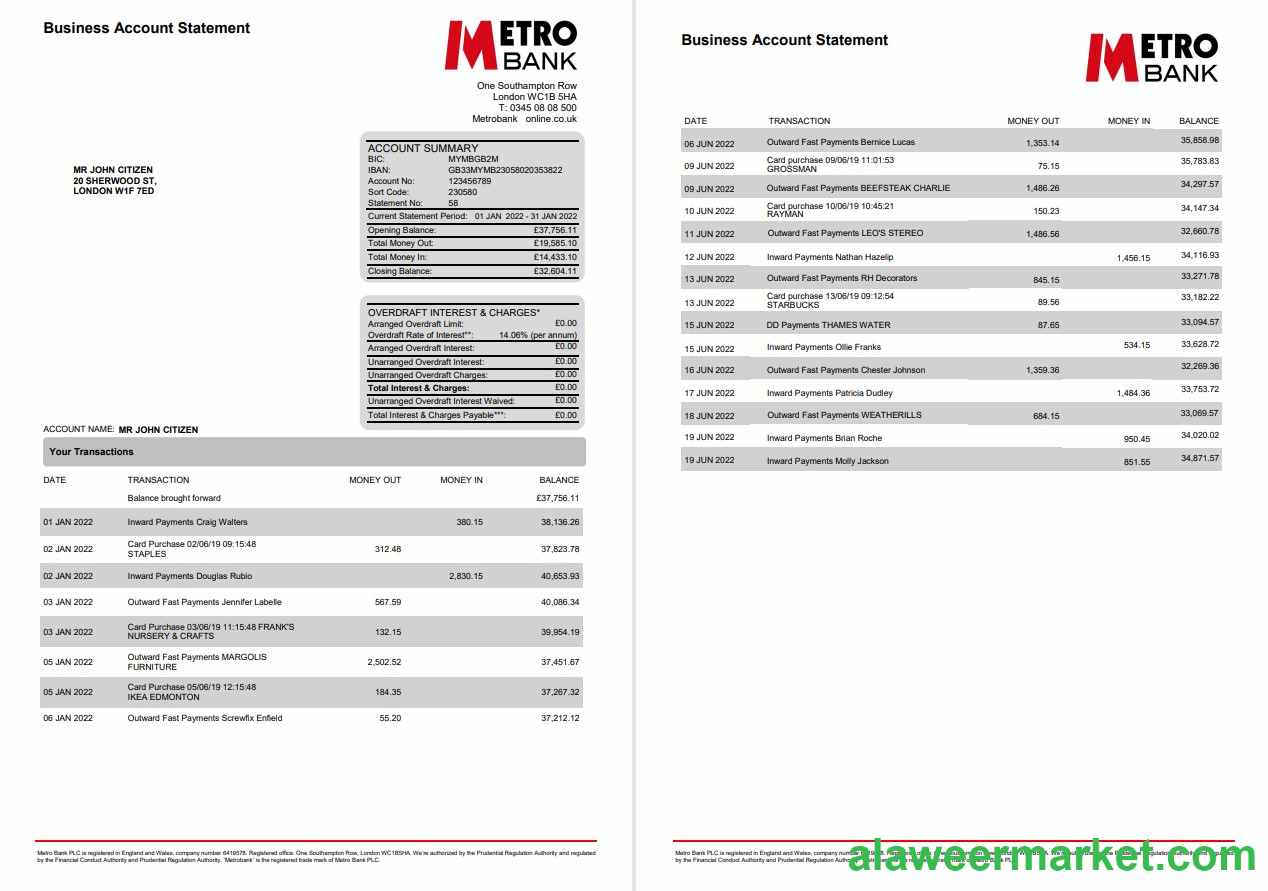 Business Account Statement
METRO
BANK
One Southampton Row
London WC1B 5HA
T: 0345 08 08 500
Metrobank online.co.uk
MR JOHN CITIZEN
20 SHERWOOD ST,
LONDON W1F 7ED
ACCOUNT SUMMARY
BIC: MYMBGB2M
IBAN: GB33MYMB23058020353822
Account No: 123456789
Sort Code: 230580
Statement No: 58
Current Statement Period: 01 JAN 2022 - 31 JAN 2022
Opening Balance: £37,756.11
Total Money Out: £19,585.10
Total Money In: £14,433.10
Closing Balance: £32,604.11
OVERDRAFT INTEREST & CHARGES*
Arranged Overdraft Limit: £0.00
Overdraft Rate of Interest**: 14.06% (per annum)
Arranged Overdraft Interest: £0.00
Unarranged Overdraft Interest: £0.00
Unarranged Overdraft Charges: £0.00
Total Interest & Charges: £0.00
Unarranged Overdraft Interest Waived: £0.00
Total Interest & Charges Payable***: £0.00
ACCOUNT NAME: MR JOHN CITIZEN
Your Transactions
DATE TRANSACTION MONEY OUT MONEY IN BALANCE
Balance brought forward £37,756.11
01 JAN 2022 Inward Payments Craig Walters 380.15 38,136.26
02 JAN 2022 Card Purchase 02/06/19 09:15:48 312.48 37,823.78
STAPLES
02 JAN 2022 Inward Payments Douglas Rubio 2,830.15 40,653.93
03 JAN 2022 Outward Fast Payments Jennifer Labelle 567.59 40,086.34
03 JAN 2022 Card Purchase 03/06/19 11:15:48 FRANK'S 132.15 39,954.19
NURSERY & CRAFTS
05 JAN 2022 Outward Fast Payments MARGOLIS 2,502.52 37,451.67
FURNITURE
05 JAN 2022 Card Purchase 05/06/19 12:15:48 184.35 37,267.32
IKEA EDMONTON
06 JAN 2022 Outward Fast Payments Screwfix Enfield 55.20 37,212.12
Metro Bank PLC is registered in England and Wales, company number 6419578. Registered office: One Southampton Row, London WC1B5HA. We're authorized by the Prudential Regulation Authority and regulated
by the Financial Conduct Authority and Prudential Regulation Authority. 'Metrobank' is the registered trade mark of Metro Bank PLC.
Business Account Statement
METRO
BANK
DATE TRANSACTION MONEY OUT MONEY IN BALANCE
06 JUN 2022 Outward Fast Payments Bernice Lucas 1,353.14 35,858.98
09 JUN 2022 Card purchase 09/06/19 11:01:53 75.15 35,783.83
GROSSMAN
09 JUN 2022 Outward Fast Payments BEEFSTEAK CHARLIE 1,486.26 34,297.57
10 JUN 2022 Card purchase 10/06/19 10:45:21 150.23 34,147.34
RAYMAN
11 JUN 2022 Outward Fast Payments LEO'S STEREO 1,486.56 32,660.78
12 JUN 2022 Inward Payments Nathan Hazelip 1,456.15 34,116.93
13 JUN 2022 Outward Fast Payments RH Decorators 845.15 33,271.78
13 JUN 2022 Card purchase 13/06/19 09:12:54 89.56 33,182.22
STARBUCKS
15 JUN 2022 DD Payments THAMES WATER 87.65 33,094.57
15 JUN 2022 Inward Payments Ollie Franks 534.15 33,628.72
16 JUN 2022 Outward Fast Payments Chester Johnson 1,359.36 32,269.36
17 JUN 2022 Inward Payments Patricia Dudley 1,484.36 33,753.72
18 JUN 2022 Outward Fast Payments WEATHERILLS 684.15 33,069.57
19 JUN 2022 Inward Payments Brian Roche 950.45 34,020.02
19 JUN 2022 Inward Payments Molly Jackson 851.55 34,871.57
Metro Bank PLC is registered in England and Wales, company
by the Financial Conduct Authority and Prudential Regulation
alaweermarket.com